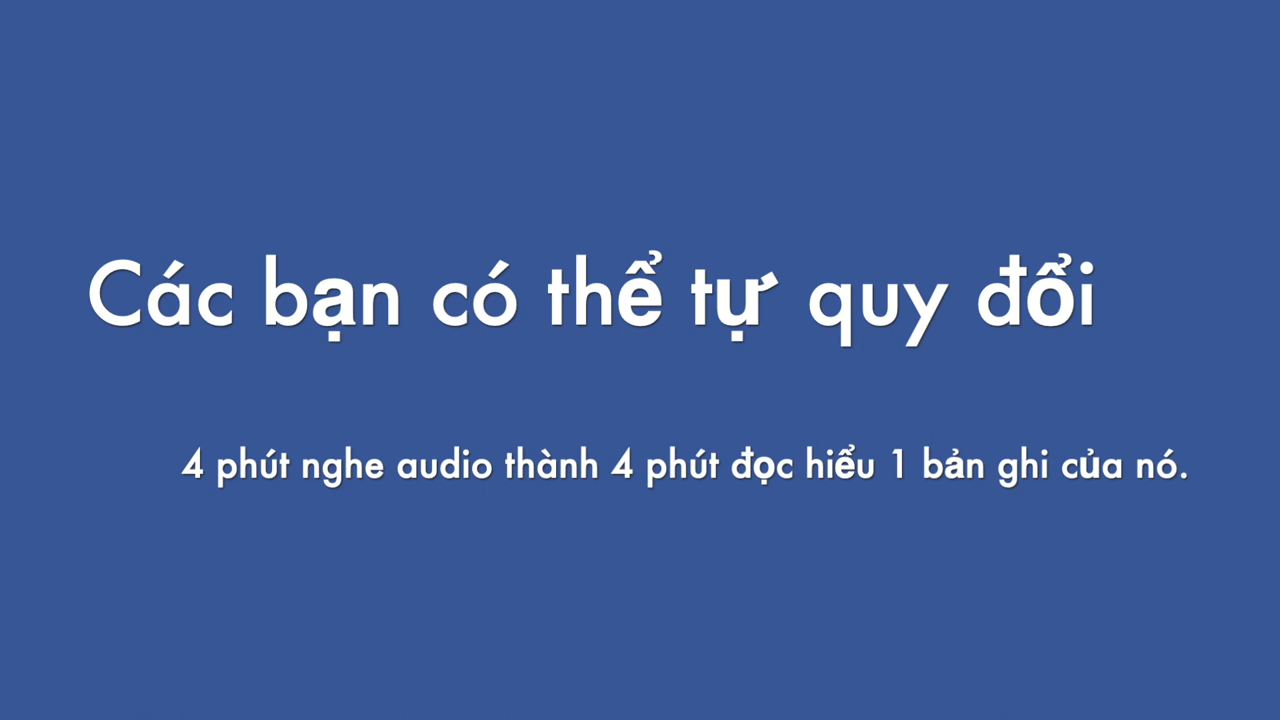 Các bạn có thể tự quy đổi
4 phút nghe audio thành 4 phút đọc hiểu 1 bản ghi của nó.